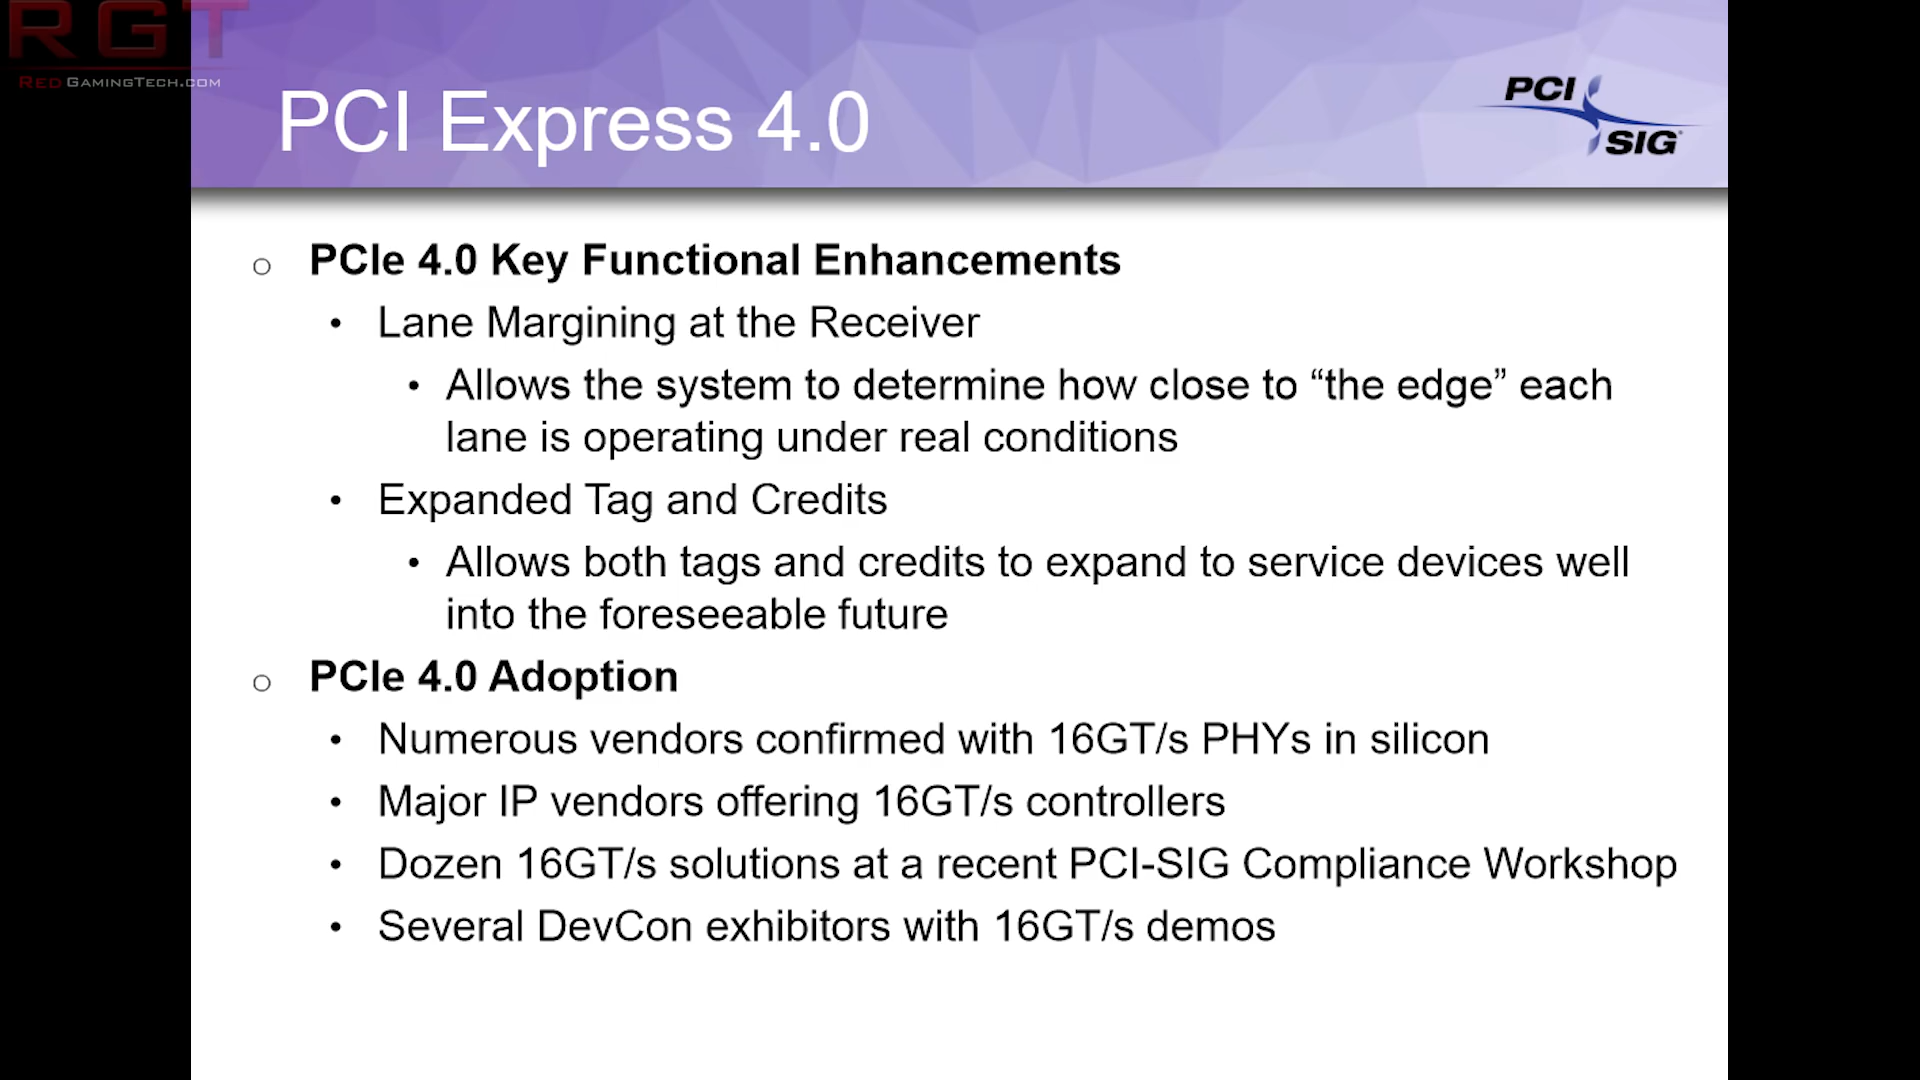 RGT
RedGamingTech.com
PCI Express 4.0
PCI
SIG
PCIe 4.0 Key Functional Enhancements
Lane Margining at the Receiver
Allows the system to determine how close to “the edge” each
lane is operating under real conditions
Expanded Tag and Credits
Allows both tags and credits to expand to service devices well
into the foreseeable future
PCIe 4.0 Adoption
Numerous vendors confirmed with 16GT/s PHYs in silicon
Major IP vendors offering 16GT/s controllers
Dozen 16GT/s solutions at a recent PCI-SIG Compliance Workshop
Several DevCon exhibitors with 16GT/s demos